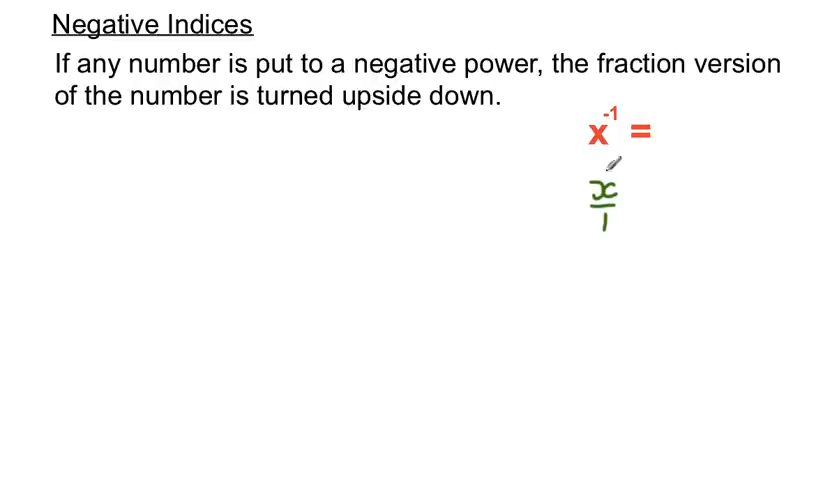 Negative Indices
If any number is put to a negative power, the fraction version
of the number is turned upside down.
x⁻¹ =
x
1